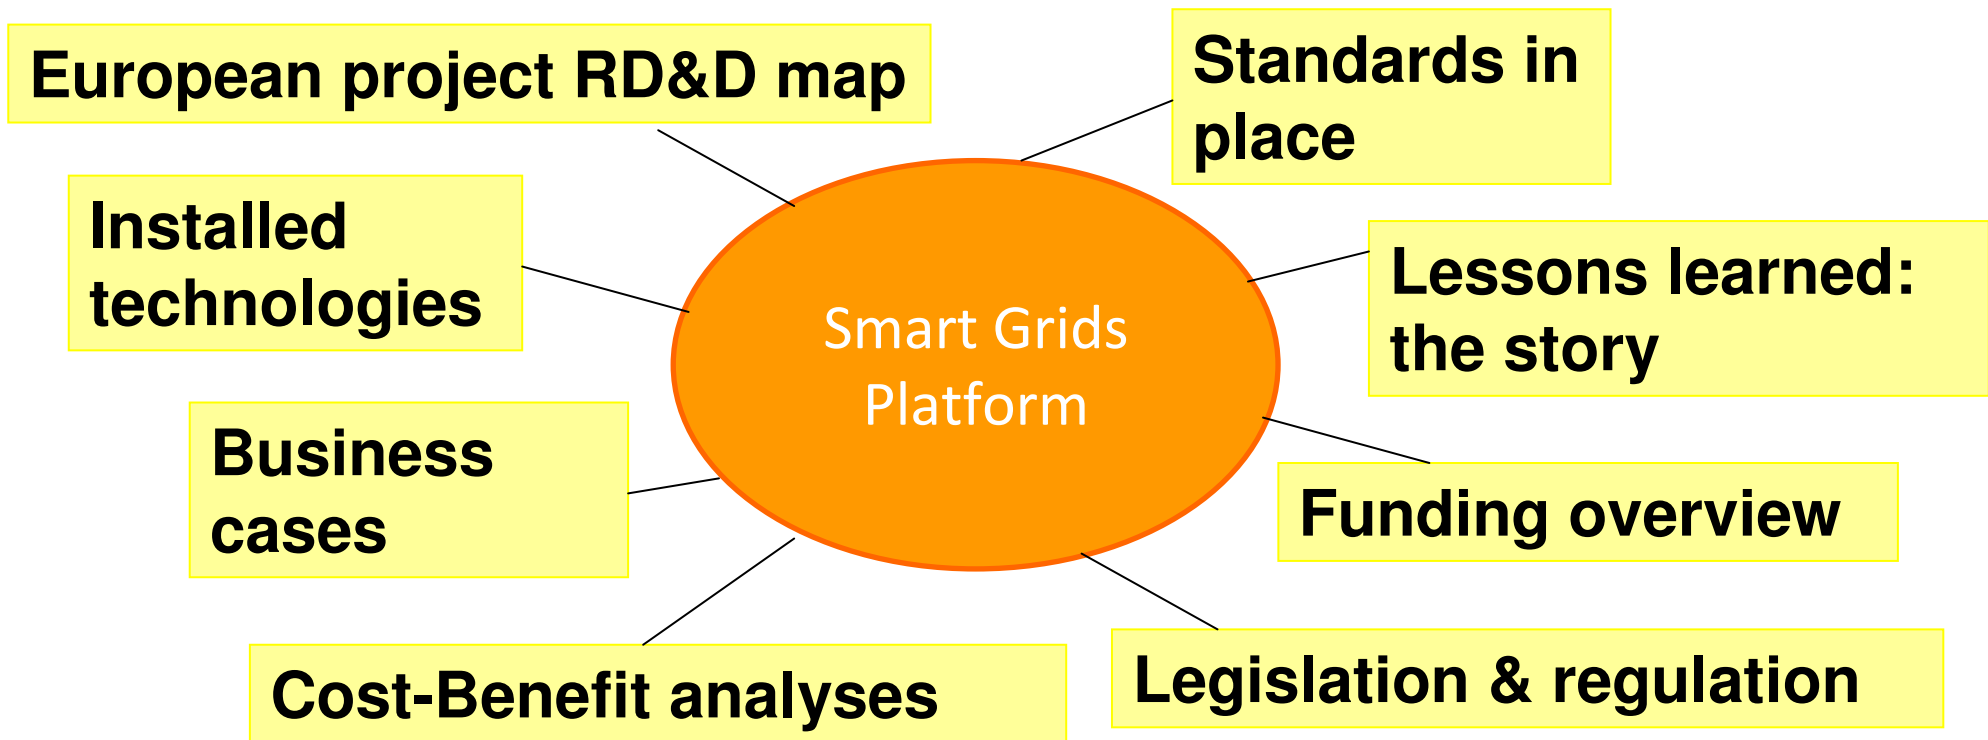 European project RD&D map
Standards in
place
Installed
technologies
Lessons learned:
the story
Smart Grids
Platform
Business
cases
Funding overview
Cost-Benefit analyses
Legislation & regulation